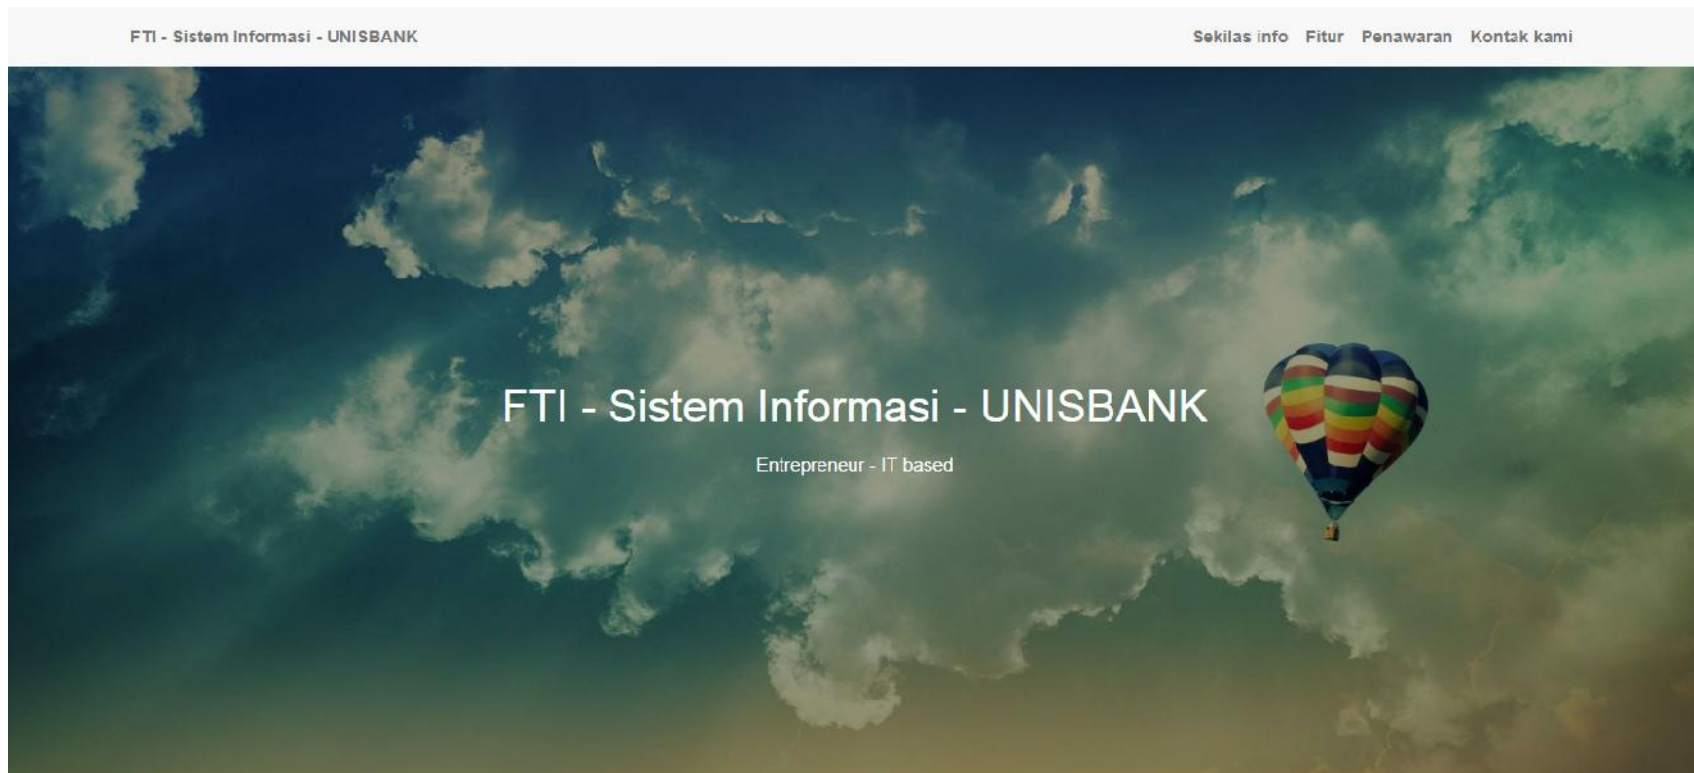 FTI - Sistem Informasi - UNISBANK
Sekilas info Fitur Penawaran Kontak kami
FTI - Sistem Informasi - UNISBANK
Entrepreneur - IT based